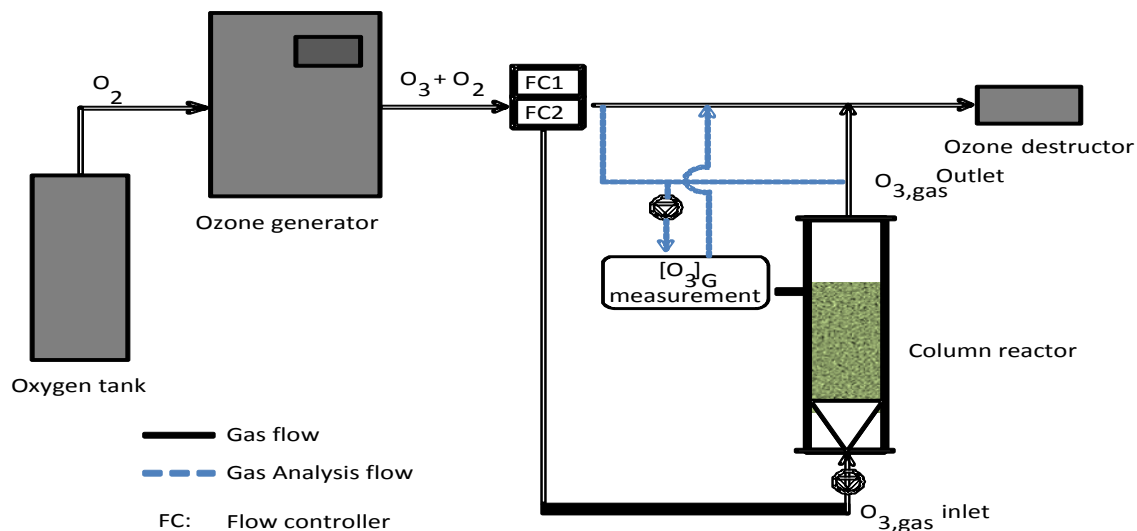 O2
O3 + O2
FC1
FC2
Ozone generator
Ozone destructor
O3,gas Outlet
[O3]G
measurement
Column reactor
Oxygen tank
Gas flow
Gas Analysis flow
FC: Flow controller
O3,gas inlet